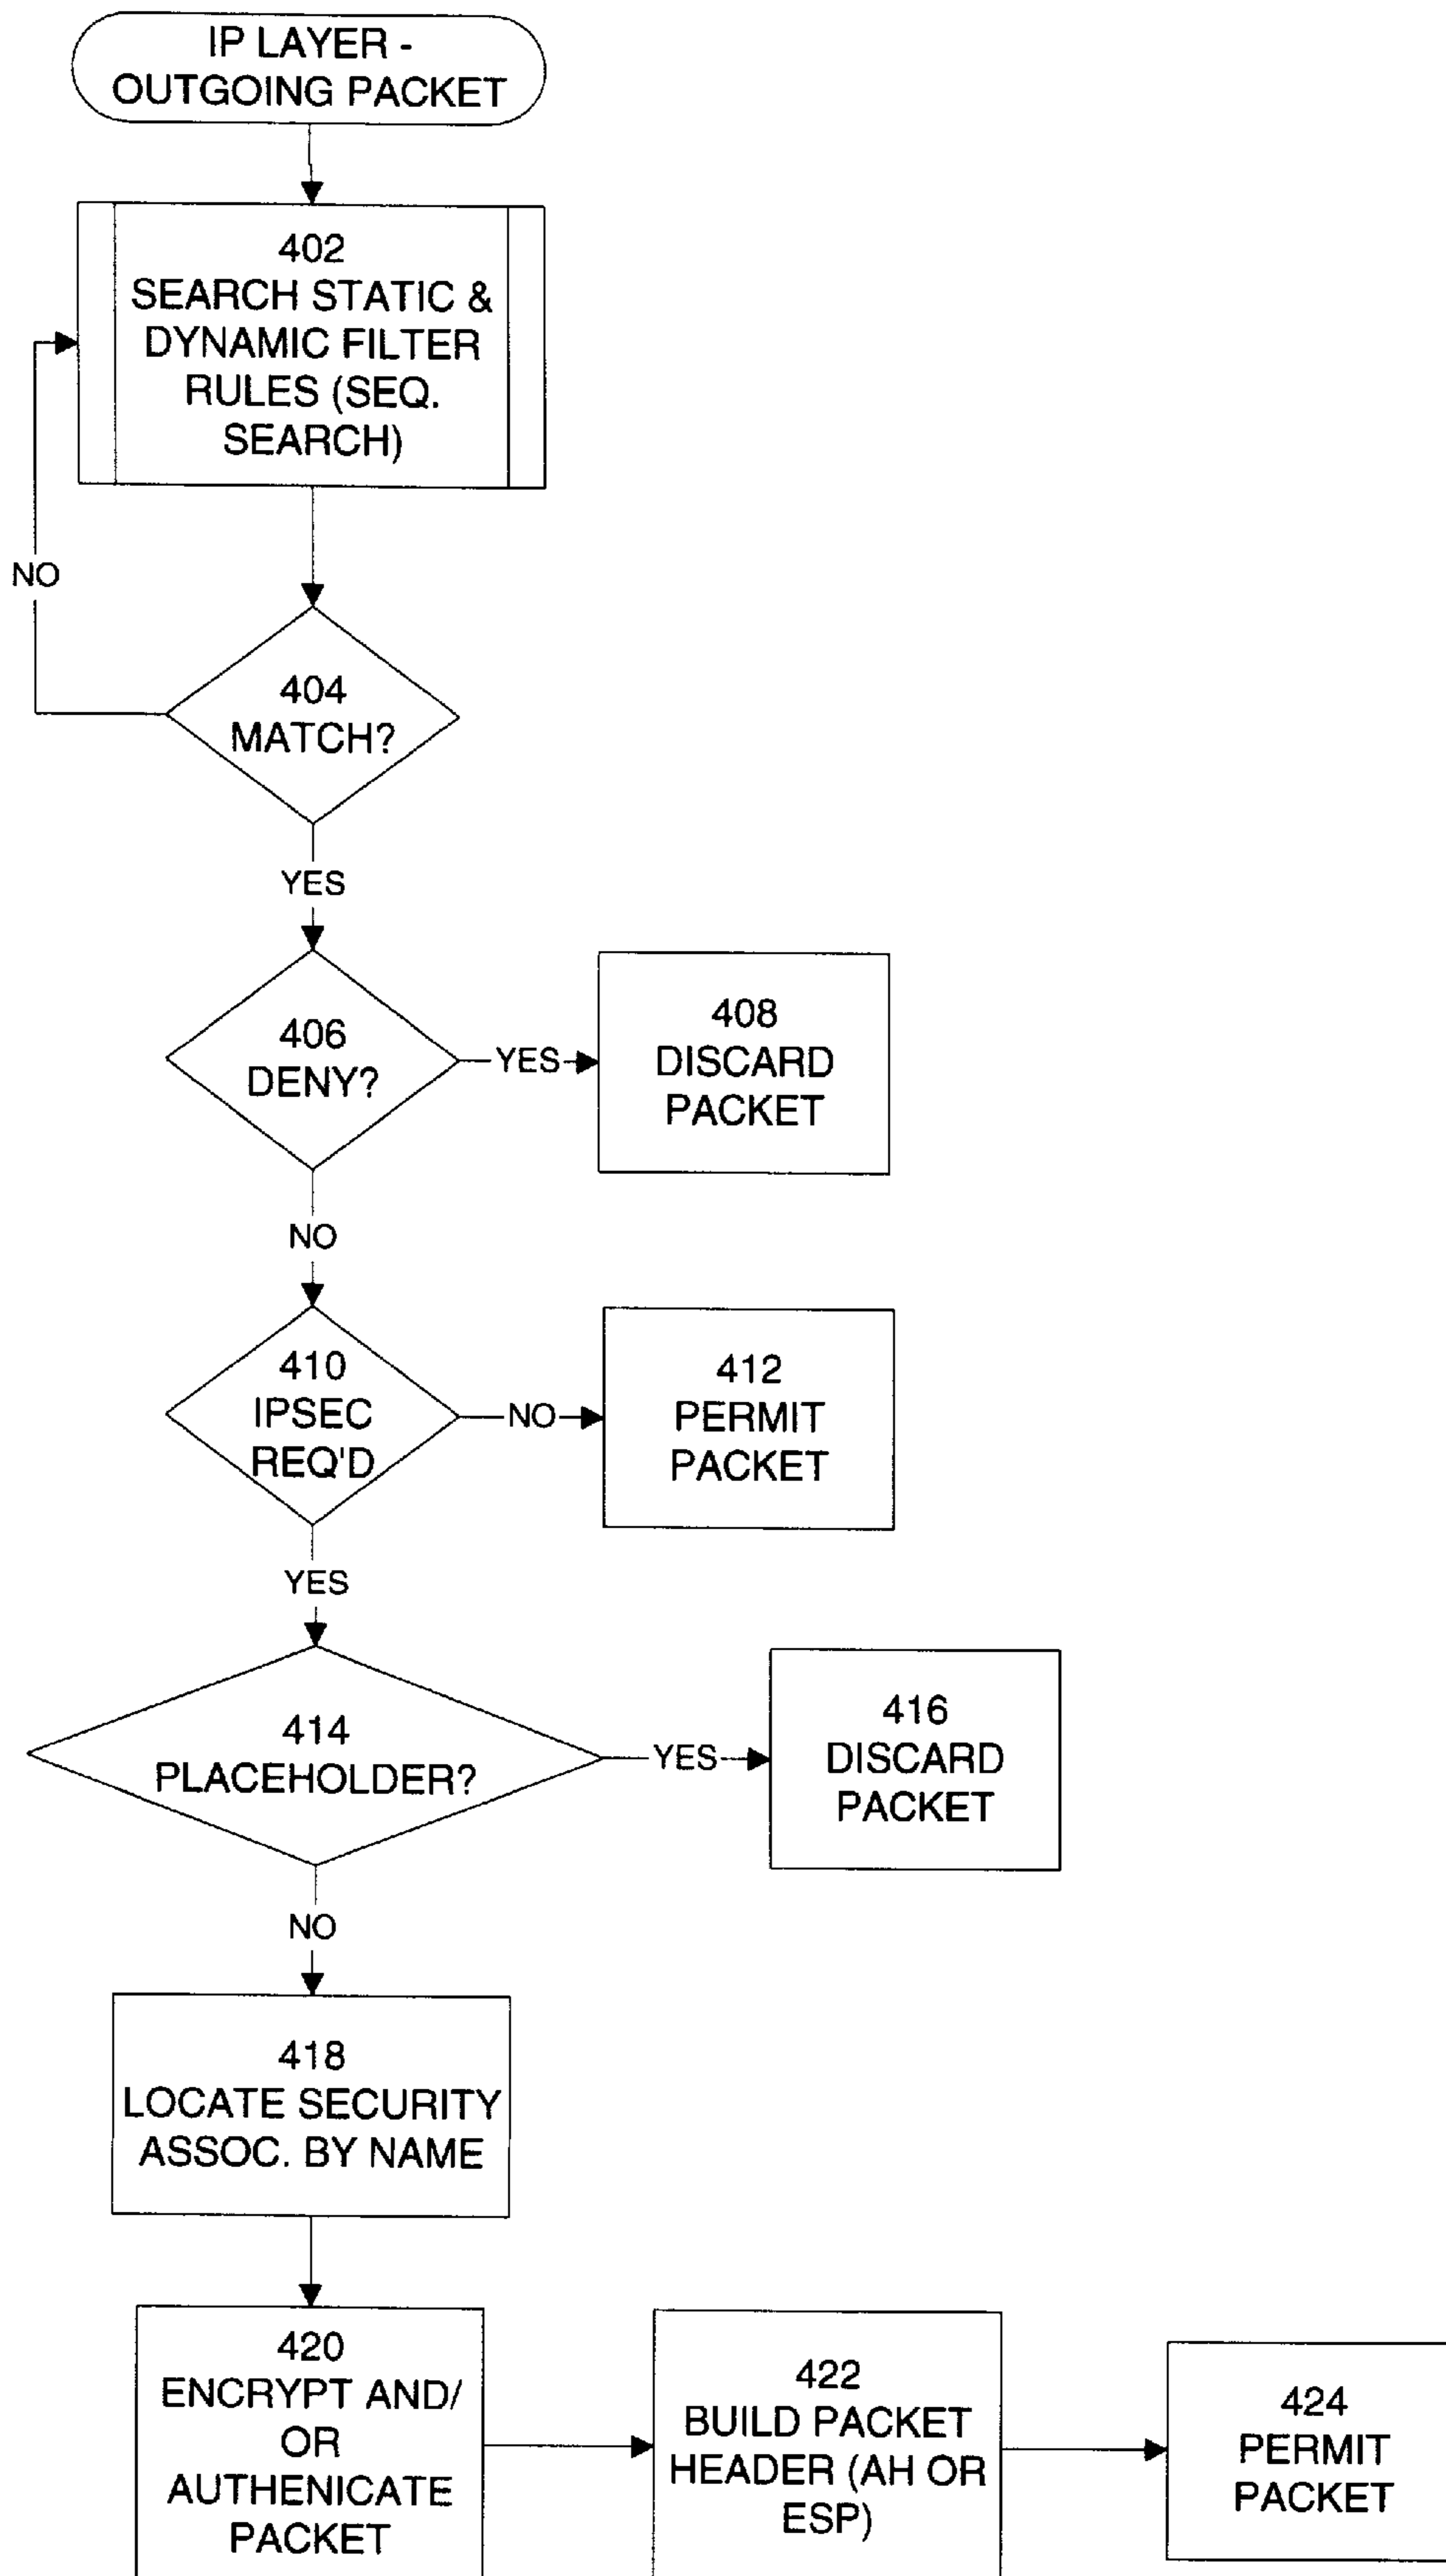 IP LAYER -
OUTGOING PACKET
402
SEARCH STATIC &
DYNAMIC FILTER
RULES (SEQ.
SEARCH)
NO
404
MATCH?
YES
406
DENY?
YES
408
DISCARD
PACKET
NO
410
IPSEC
REQ'D
NO
412
PERMIT
PACKET
YES
414
PLACEHOLDER?
YES
416
DISCARD
PACKET
NO
418
LOCATE SECURITY
ASSOC. BY NAME
420
ENCRYPT AND/
OR
AUTHENICATE
PACKET
422
BUILD PACKET
HEADER (AH OR
ESP)
424
PERMIT
PACKET